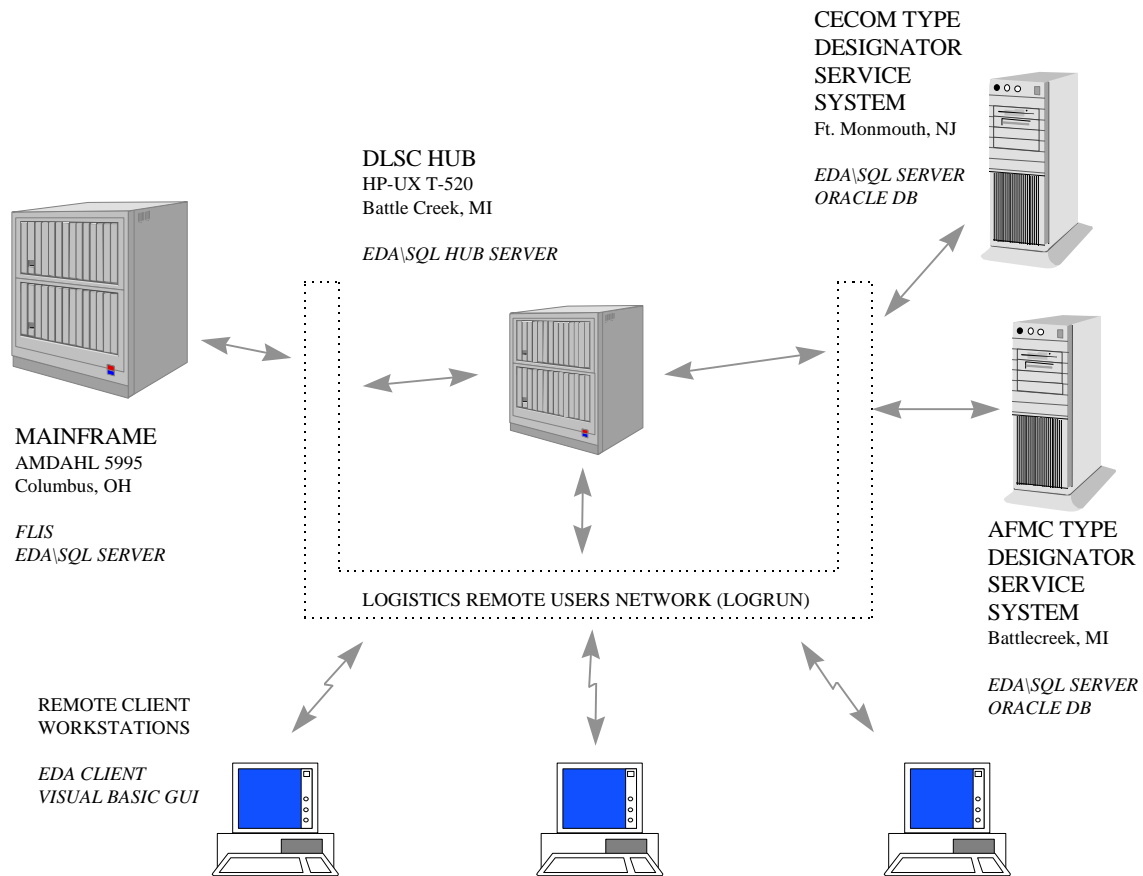 CECOM TYPE
DESIGNATOR
SERVICE
SYSTEM
Ft. Monmouth, NJ
EDA\SQL SERVER
ORACLE DB
DLSC HUB
HP-UX T-520
Battle Creek, MI
EDA\SQL HUB SERVER
MAINFRAME
AMDAHL 5995
Columbus, OH
FLIS
EDA\SQL SERVER
AFMC TYPE
DESIGNATOR
SERVICE
SYSTEM
Battlecreek, MI
EDA\SQL SERVER
ORACLE DB
LOGISTICS REMOTE USERS NETWORK (LOGRUN)
REMOTE CLIENT
WORKSTATIONS
EDA CLIENT
VISUAL BASIC GUI